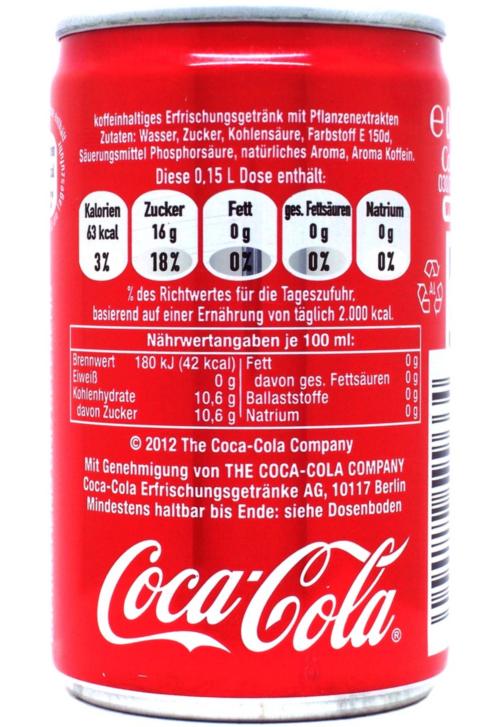 koffeinhaltiges Erfrischungsgetränk mit Pflanzenextrakten
Zutaten: Wasser, Zucker, Kohlensäure, Farbstoff E 150d,
Säuerungsmittel Phosphorsäure, natürliches Aroma, Aroma Koffein.
Diese 0,15 L Dose enthält:
Kalorien Zucker Fett ges. Fettsäuren Natrium
63 kcal 16 g 0 g 0 g 0 g
3% 18% 0% 0% 0%
% des Richtwertes für die Tageszufuhr,
basierend auf einer Ernährung von täglich 2.000 kcal.
Nährwertangaben je 100 ml:
Brennwert 180 kJ (42 kcal) Fett 0 g
Eiweiß 0 g davon ges. Fettsäuren 0 g
Kohlenhydrate 10,6 g Ballaststoffe 0 g
davon Zucker 10,6 g Natrium 0 g
© 2012 The Coca-Cola Company
Mit Genehmigung von THE COCA-COLA COMPANY
Coca-Cola Erfrischungsgetränke AG, 10117 Berlin
Mindestens haltbar bis Ende: siehe Dosenboden
Coca-Cola®
e
AL